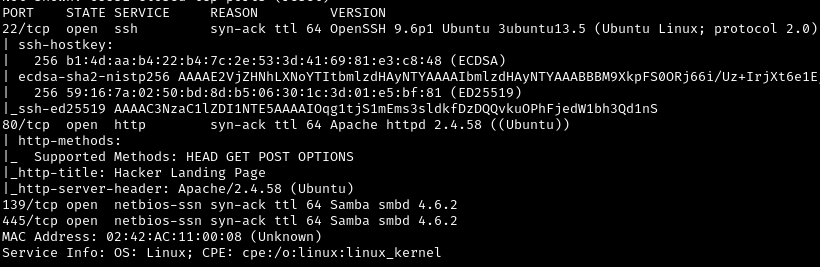 PORT    STATE SERVICE     REASON         VERSION
22/tcp  open  ssh         syn-ack ttl 64 OpenSSH 9.6p1 Ubuntu 3ubuntu13.5 (Ubuntu Linux; protocol 2.0)
| ssh-hostkey:
|   256 b1:4d:aa:b4:22:b4:7c:2e:53:3d:41:69:81:e3:c8:48 (ECDSA)
| ecdsa-sha2-nistp256 AAAAE2VjZHNhLXNoYTItbmlzdHAyNTYAAAAIbmlzdHAyNTYAAABBBM9XkpFS0ORj66i/Uz+IrjXt6e1E
|   256 59:16:7a:02:50:bd:8d:b5:06:30:1c:3d:01:e5:bf:81 (ED25519)
|_ssh-ed25519 AAAAC3NzaC1lZDI1NTE5AAAAIOqg1tjS1mEms3sldkfDzDQQvkuOPhFjedW1bh3Qd1nS
80/tcp  open  http        syn-ack ttl 64 Apache httpd 2.4.58 ((Ubuntu))
| http-methods:
|_  Supported Methods: HEAD GET POST OPTIONS
|_http-title: Hacker Landing Page
|_http-server-header: Apache/2.4.58 (Ubuntu)
139/tcp open  netbios-ssn syn-ack ttl 64 Samba smbd 4.6.2
445/tcp open  netbios-ssn syn-ack ttl 64 Samba smbd 4.6.2
MAC Address: 02:42:AC:11:00:08 (Unknown)
Service Info: OS: Linux; CPE: cpe:/o:linux:linux_kernel